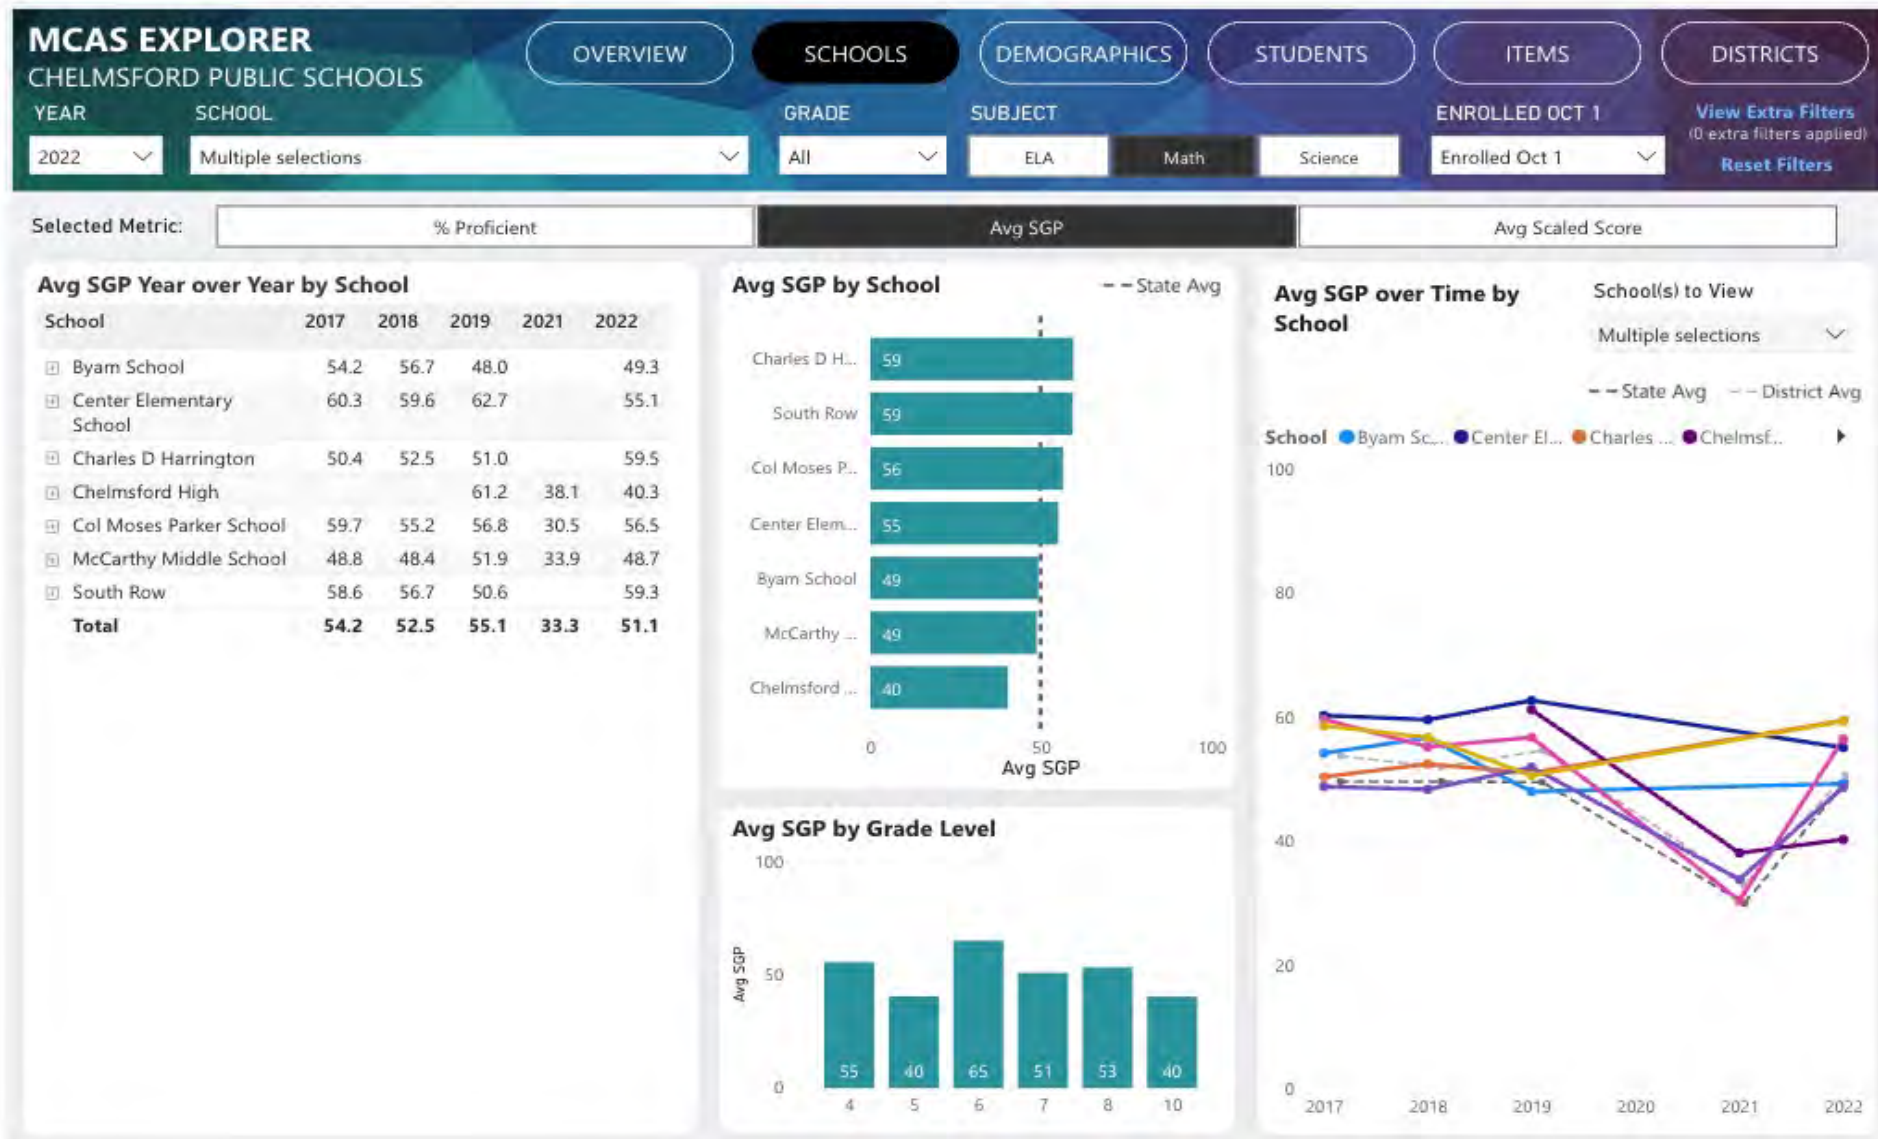 MCAS EXPLORER
CHELMSFORD PUBLIC SCHOOLS
OVERVIEW SCHOOLS DEMOGRAPHICS STUDENTS ITEMS DISTRICTS
YEAR SCHOOL GRADE SUBJECT ENROLLED OCT 1
View Extra Filters
(0 extra filters applied)
2022 Multiple selections All ELA Math Science Enrolled Oct 1
Reset Filters
Selected Metric: % Proficient Avg SGP Avg Scaled Score
Avg SGP Year over Year by School
School 2017 2018 2019 2021 2022
Byam School 54.2 56.7 48.0 49.3
Center Elementary 60.3 59.6 62.7 55.1
School
Charles D Harrington 50.4 52.5 51.0 59.5
Chelmsford High 61.2 38.1 40.3
Col Moses Parker School 59.7 55.2 56.8 30.5 56.5
McCarthy Middle School 48.8 48.4 51.9 33.9 48.7
South Row 58.6 56.7 50.6 59.3
Total 54.2 52.5 55.1 33.3 51.1
Avg SGP by School
State Avg
Charles D H... 59
South Row 59
Col Moses P... 56
Center Elem... 55
Byam School 49
McCarthy ... 49
Chelmsford ... 40
0 50 100
Avg SGP
Avg SGP by Grade Level
100
50
0
Avg SGP
55 40 65 51 53 40
4 5 6 7 8 10
Avg SGP over Time by
School
School(s) to View
Multiple selections
State Avg District Avg
School Byam Sc... Center El... Charles ... Chelmsf...
100
80
60
40
20
0
2017 2018 2019 2020 2021 2022